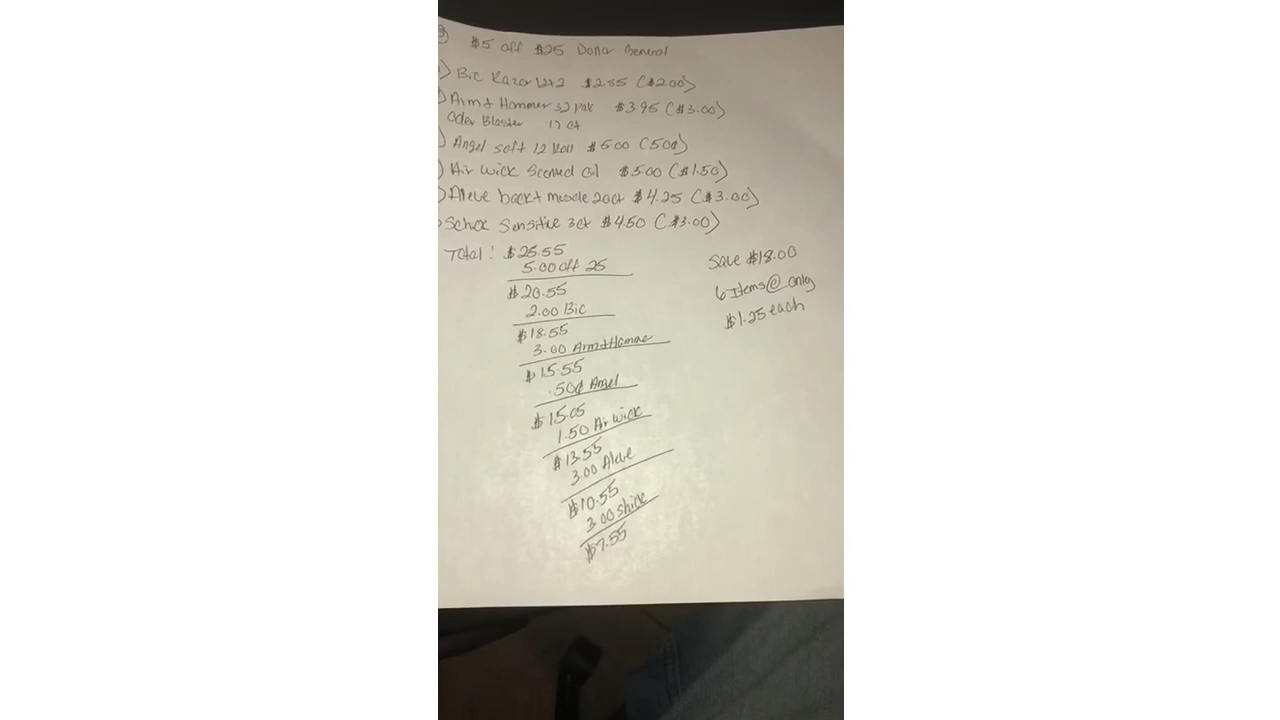 $5 off $25 Dollar General
Bic Razor 12+2 $2.85 ($2.00)
Arm & Hammer 32 pak $3.95 ($3.00)
Oder Blaster 17 ct
Angel soft 12 Roll $5.00 (50¢)
Air Wick Scented Oil $5.00 ($1.50)
Aleve back + muscle 20ct $4.25 ($3.00)
Schick Sensitive 3ct $4.50 ($3.00)
Total: $25.55
5.00 off 25
$20.55
2.00 Bic
$18.55
3.00 Arm & Hamme
$15.55
.50¢ Angel
$15.05
1.50 Air Wick
$13.55
3.00 Aleve
$10.55
3.00 Shick
$7.55
Save $18.00
6 Items @ only
$1.25 each